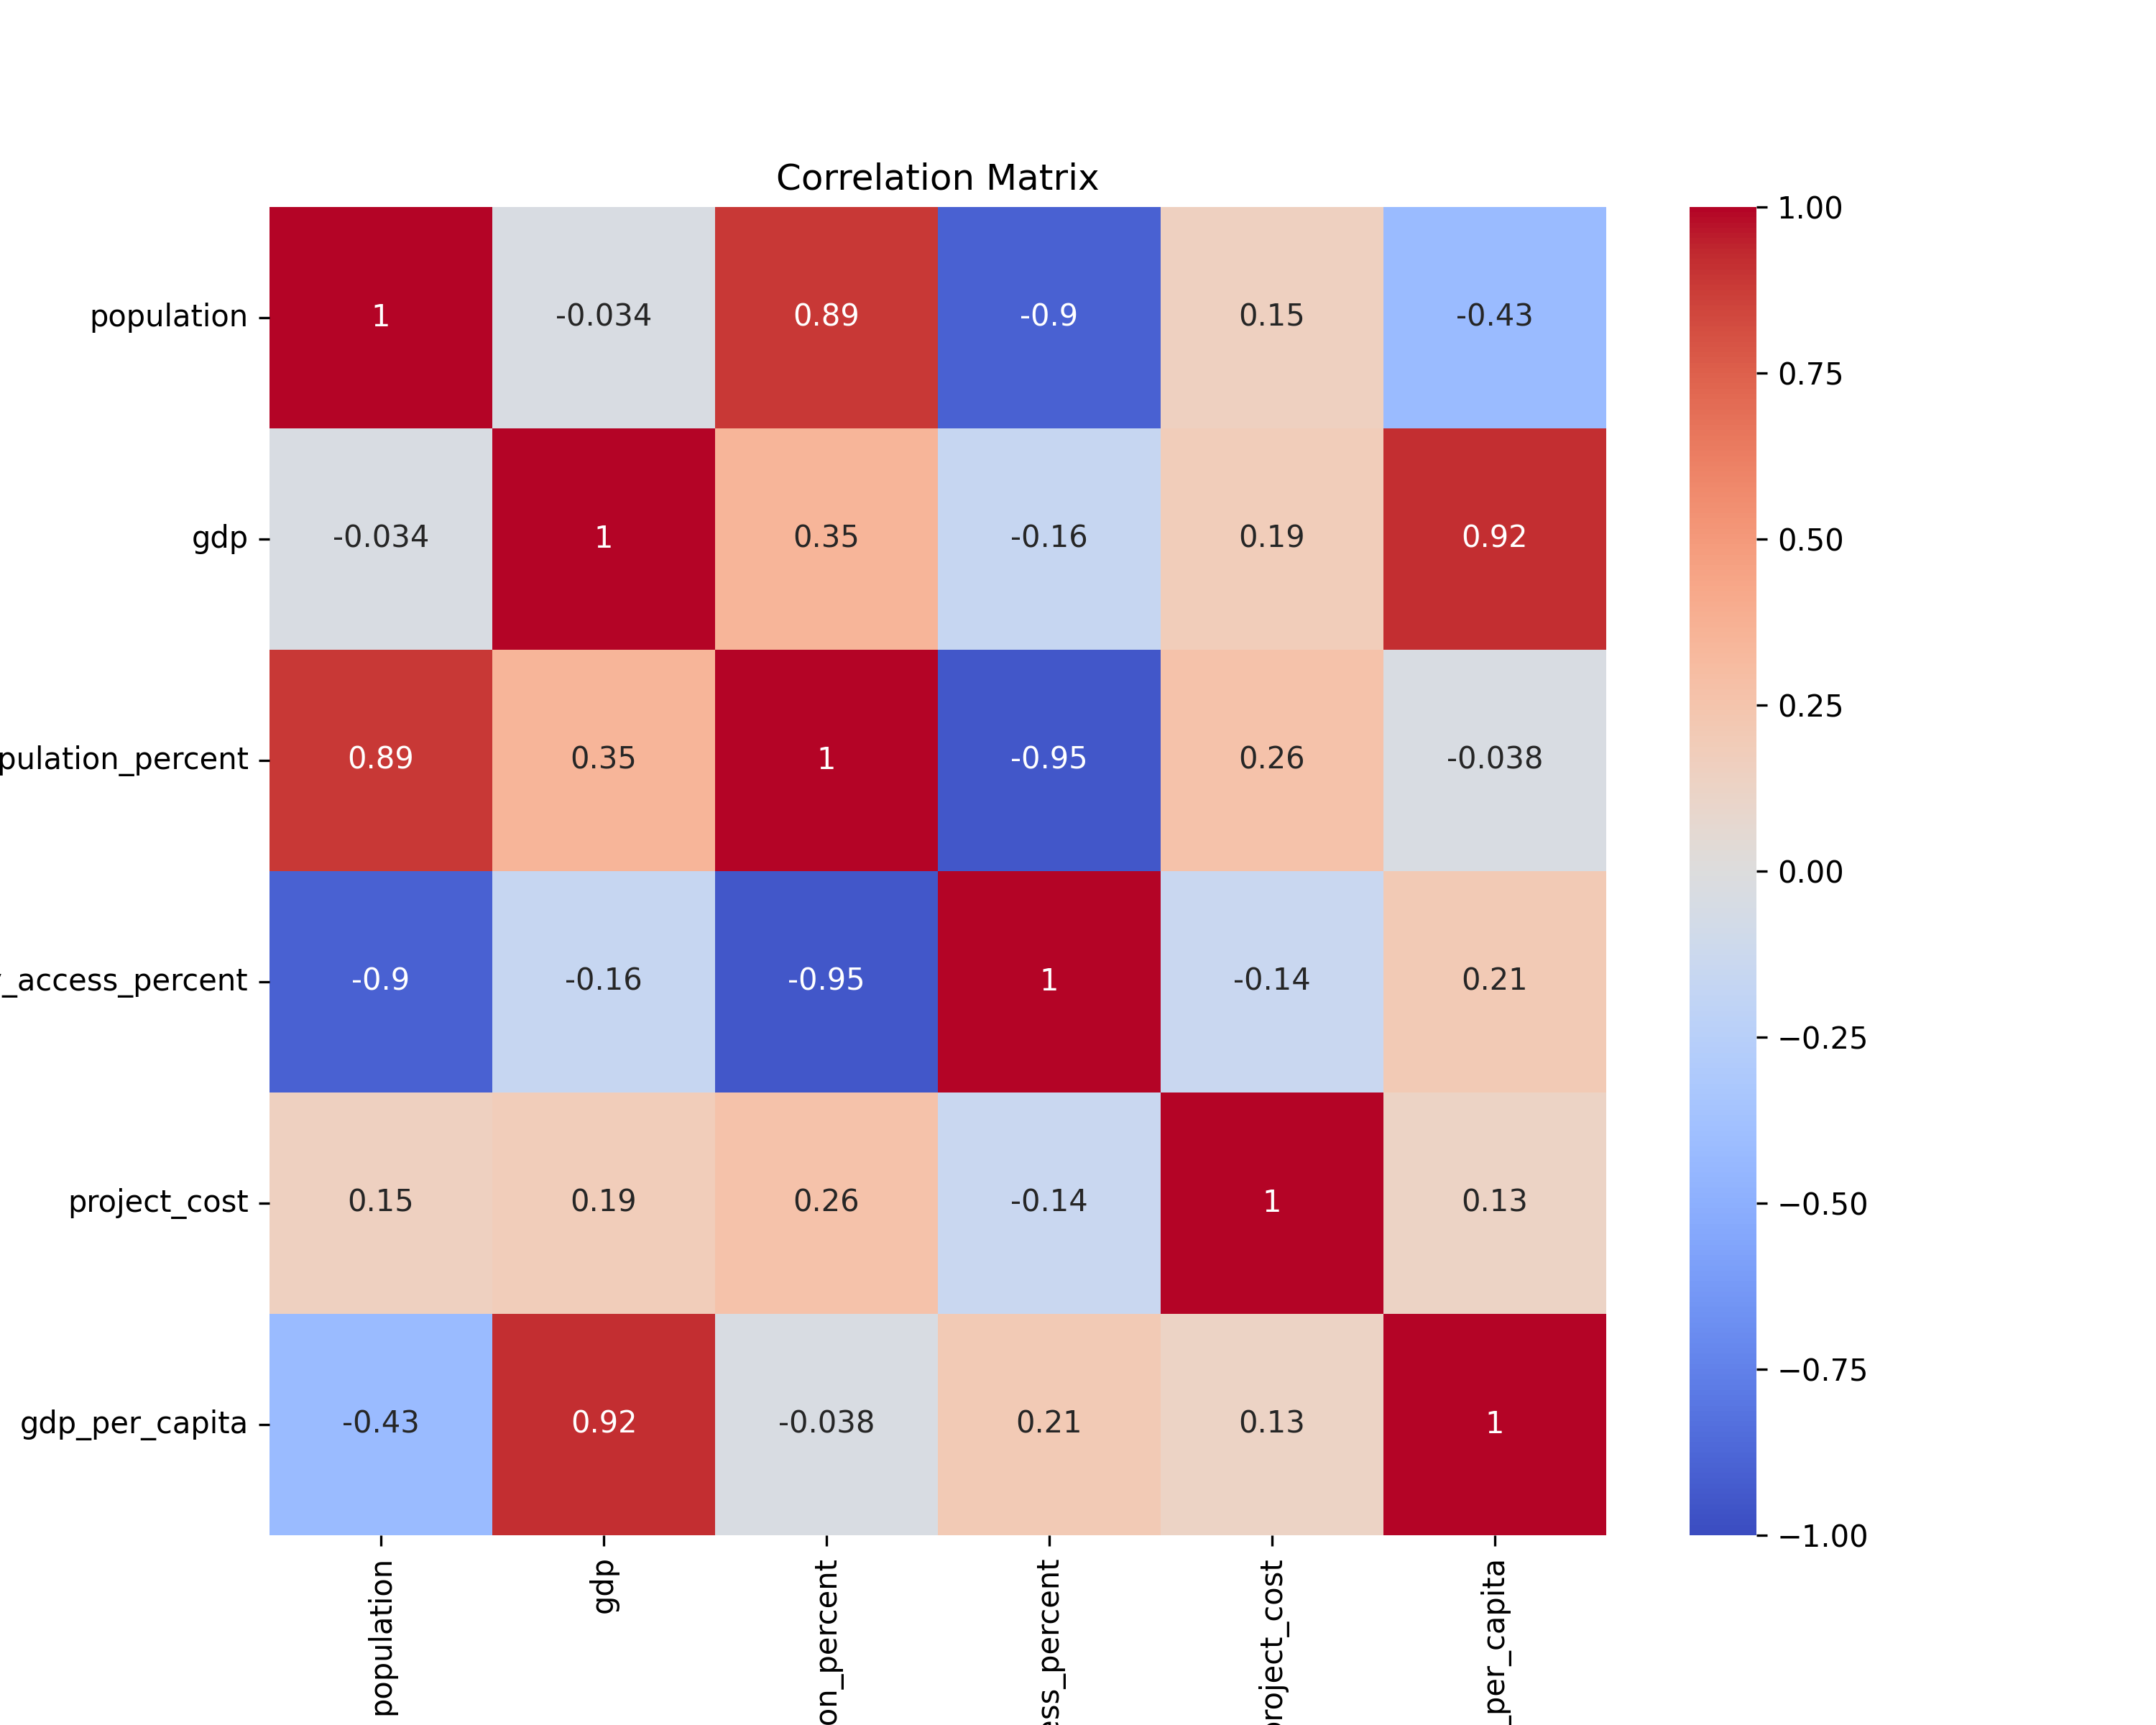 Correlation Matrix
population 1 -0.034 0.89 -0.9 0.15 -0.43
gdp -0.034 1 0.35 -0.16 0.19 0.92
pulation_percent 0.89 0.35 1 -0.95 0.26 -0.038
_access_percent -0.9 -0.16 -0.95 1 -0.14 0.21
project_cost 0.15 0.19 0.26 -0.14 1 0.13
gdp_per_capita -0.43 0.92 -0.038 0.21 0.13 1
population
gdp
on_percent
ess_percent
project_cost
_per_capita
1.00
0.75
0.50
0.25
0.00
−0.25
−0.50
−0.75
−1.00